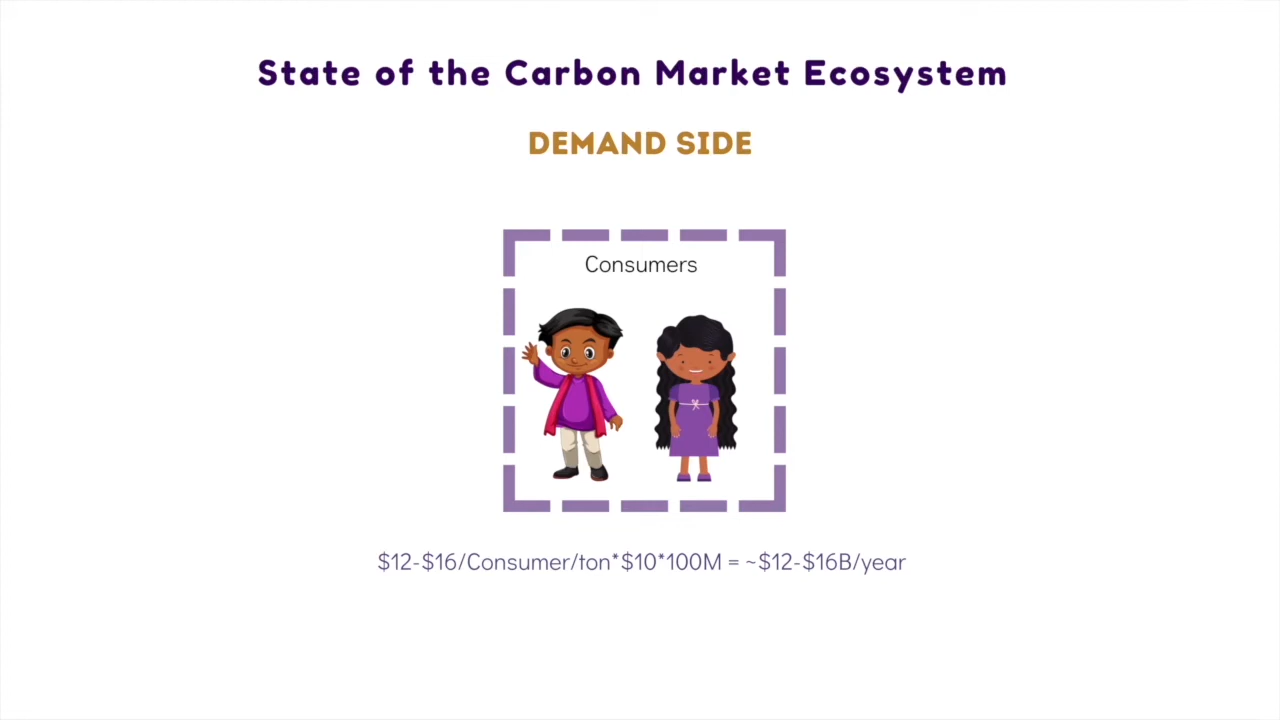 State of the Carbon Market Ecosystem
DEMAND SIDE
Consumers
$12-$16/Consumer/ton*$10*100M = ~$12-$16B/year